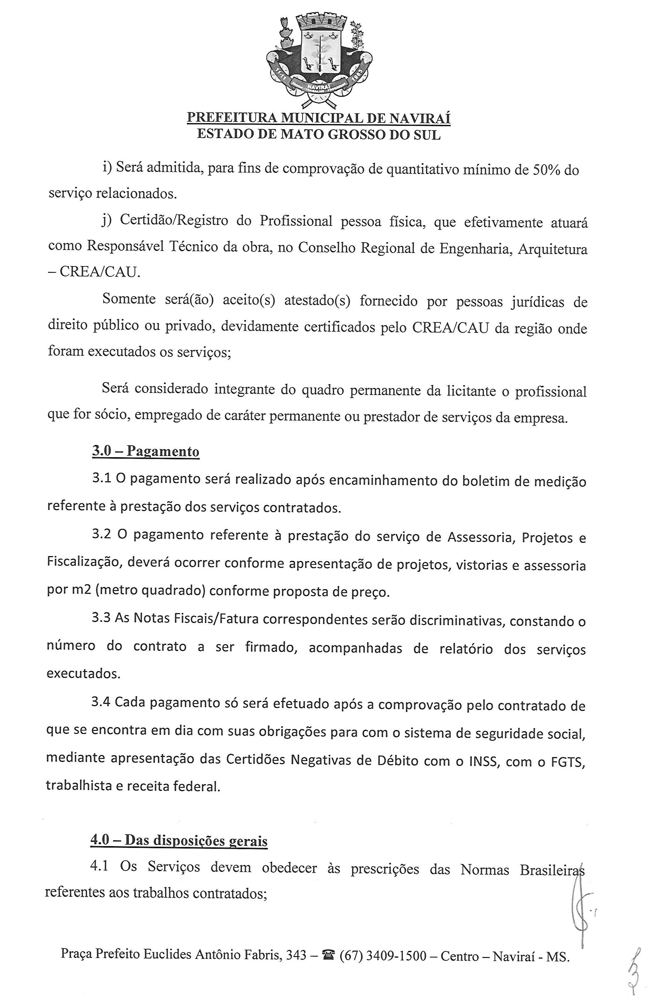 11-11
NAVIRAÍ
1963
ORDEM - TRABALHO - PROGRESSO
PREFEITURA MUNICIPAL DE NAVIRAÍ
ESTADO DE MATO GROSSO DO SUL
i) Será admitida, para fins de comprovação de quantitativo mínimo de 50% do
serviço relacionados.
j) Certidão/Registro do Profissional pessoa física, que efetivamente atuará
como Responsável Técnico da obra, no Conselho Regional de Engenharia, Arquitetura
– CREA/CAU.
Somente será(ão) aceito(s) atestado(s) fornecido por pessoas jurídicas de
direito público ou privado, devidamente certificados pelo CREA/CAU da região onde
foram executados os serviços;
Será considerado integrante do quadro permanente da licitante o profissional
que for sócio, empregado de caráter permanente ou prestador de serviços da empresa.
3.0 – Pagamento
3.1 O pagamento será realizado após encaminhamento do boletim de medição
referente à prestação dos serviços contratados.
3.2 O pagamento referente à prestação do serviço de Assessoria, Projetos e
Fiscalização, deverá ocorrer conforme apresentação de projetos, vistorias e assessoria
por m2 (metro quadrado) conforme proposta de preço.
3.3 As Notas Fiscais/Fatura correspondentes serão discriminativas, constando o
número do contrato a ser firmado, acompanhadas de relatório dos serviços
executados.
3.4 Cada pagamento só será efetuado após a comprovação pelo contratado de
que se encontra em dia com suas obrigações para com o sistema de seguridade social,
mediante apresentação das Certidões Negativas de Débito com o INSS, com o FGTS,
trabalhista e receita federal.
4.0 – Das disposições gerais
4.1 Os Serviços devem obedecer às prescrições das Normas Brasileiras
referentes aos trabalhos contratados;
Praça Prefeito Euclides Antônio Fabris, 343 – ☎ (67) 3409-1500 – Centro – Naviraí - MS.